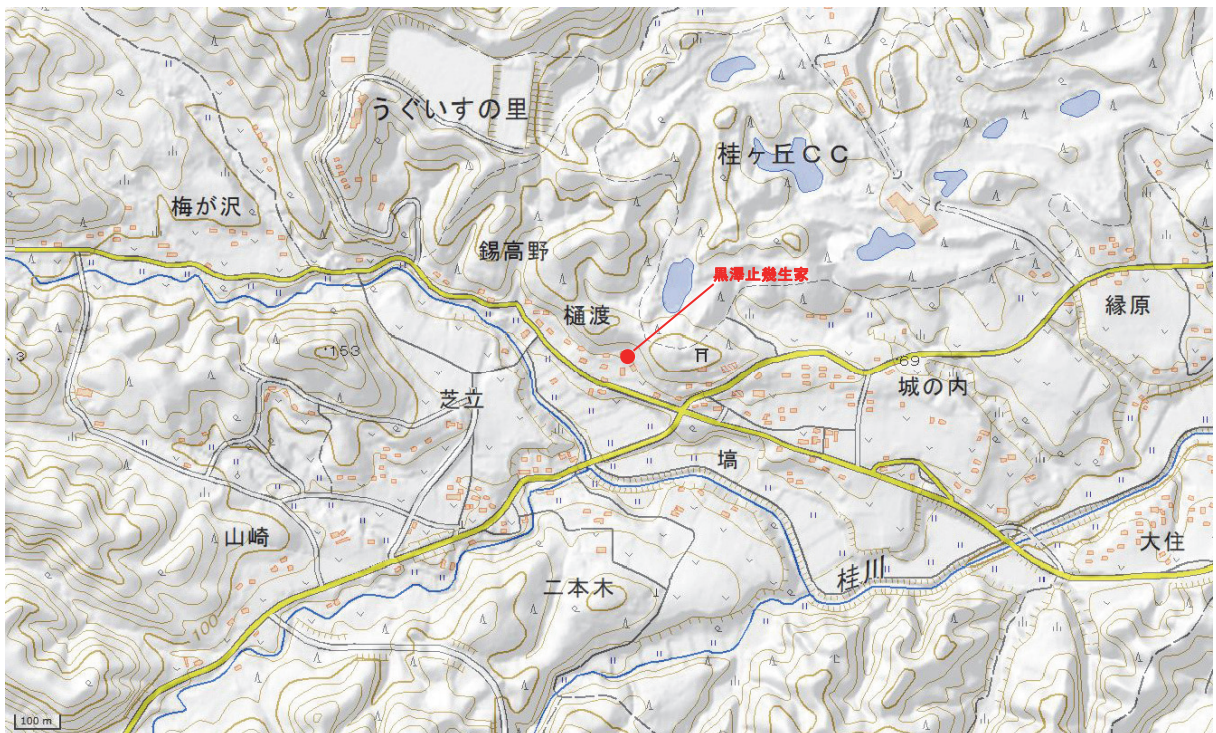 うぐいすの里
桂ヶ丘CC
梅が沢
錫高野
黒澤止幾生家
縁原
樋渡
・153
3
・69
城の内
芝立
塙
山崎
大住
桂川
二本木
100
100 m